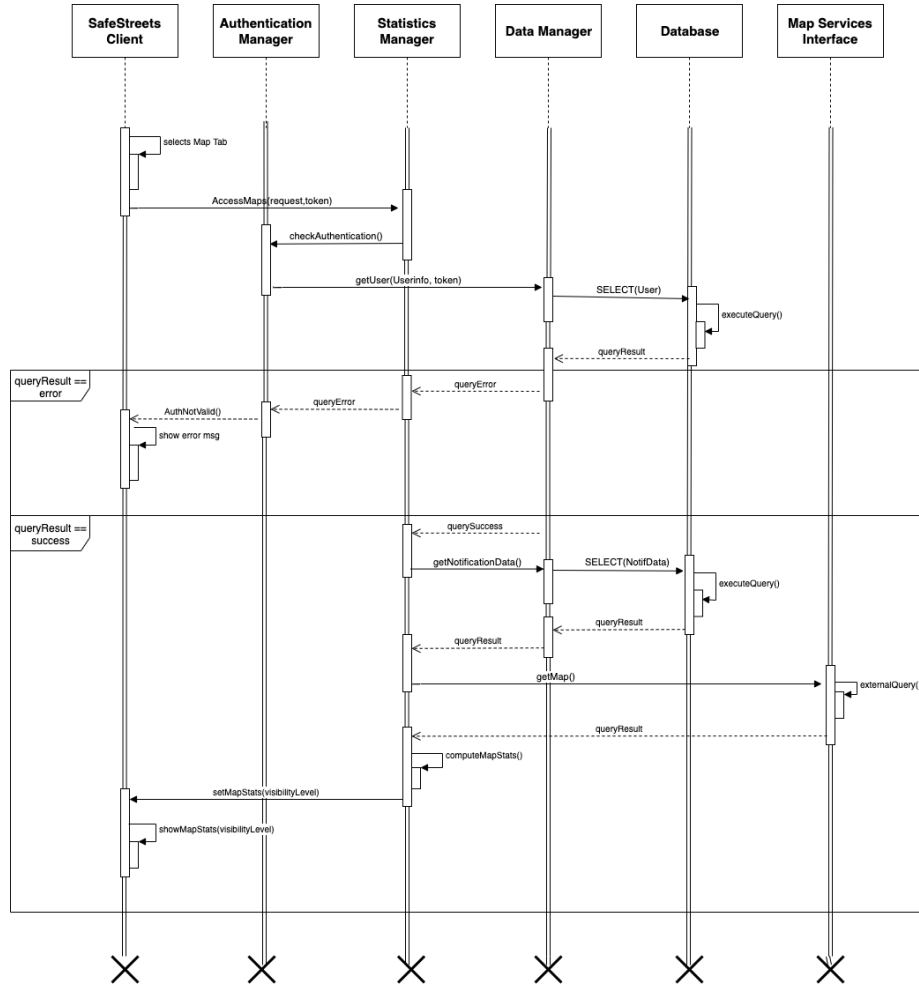 SafeStreets
Client
Authentication
Manager
Statistics
Manager
Data Manager
Database
Map Services
Interface
selects Map Tab
AccessMaps(request,token)
checkAuthentication()
getUser(Userinfo, token)
SELECT(User)
executeQuery()
queryResult
queryResult ==
error
queryError
queryError
AuthNotValid()
show error msg
queryResult ==
success
querySuccess
getNotificationData()
SELECT(NotifData)
executeQuery()
queryResult
queryResult
getMap()
externalQuery()
queryResult
computeMapStats()
setMapStats(visibilityLevel)
showMapStats(visibilityLevel)